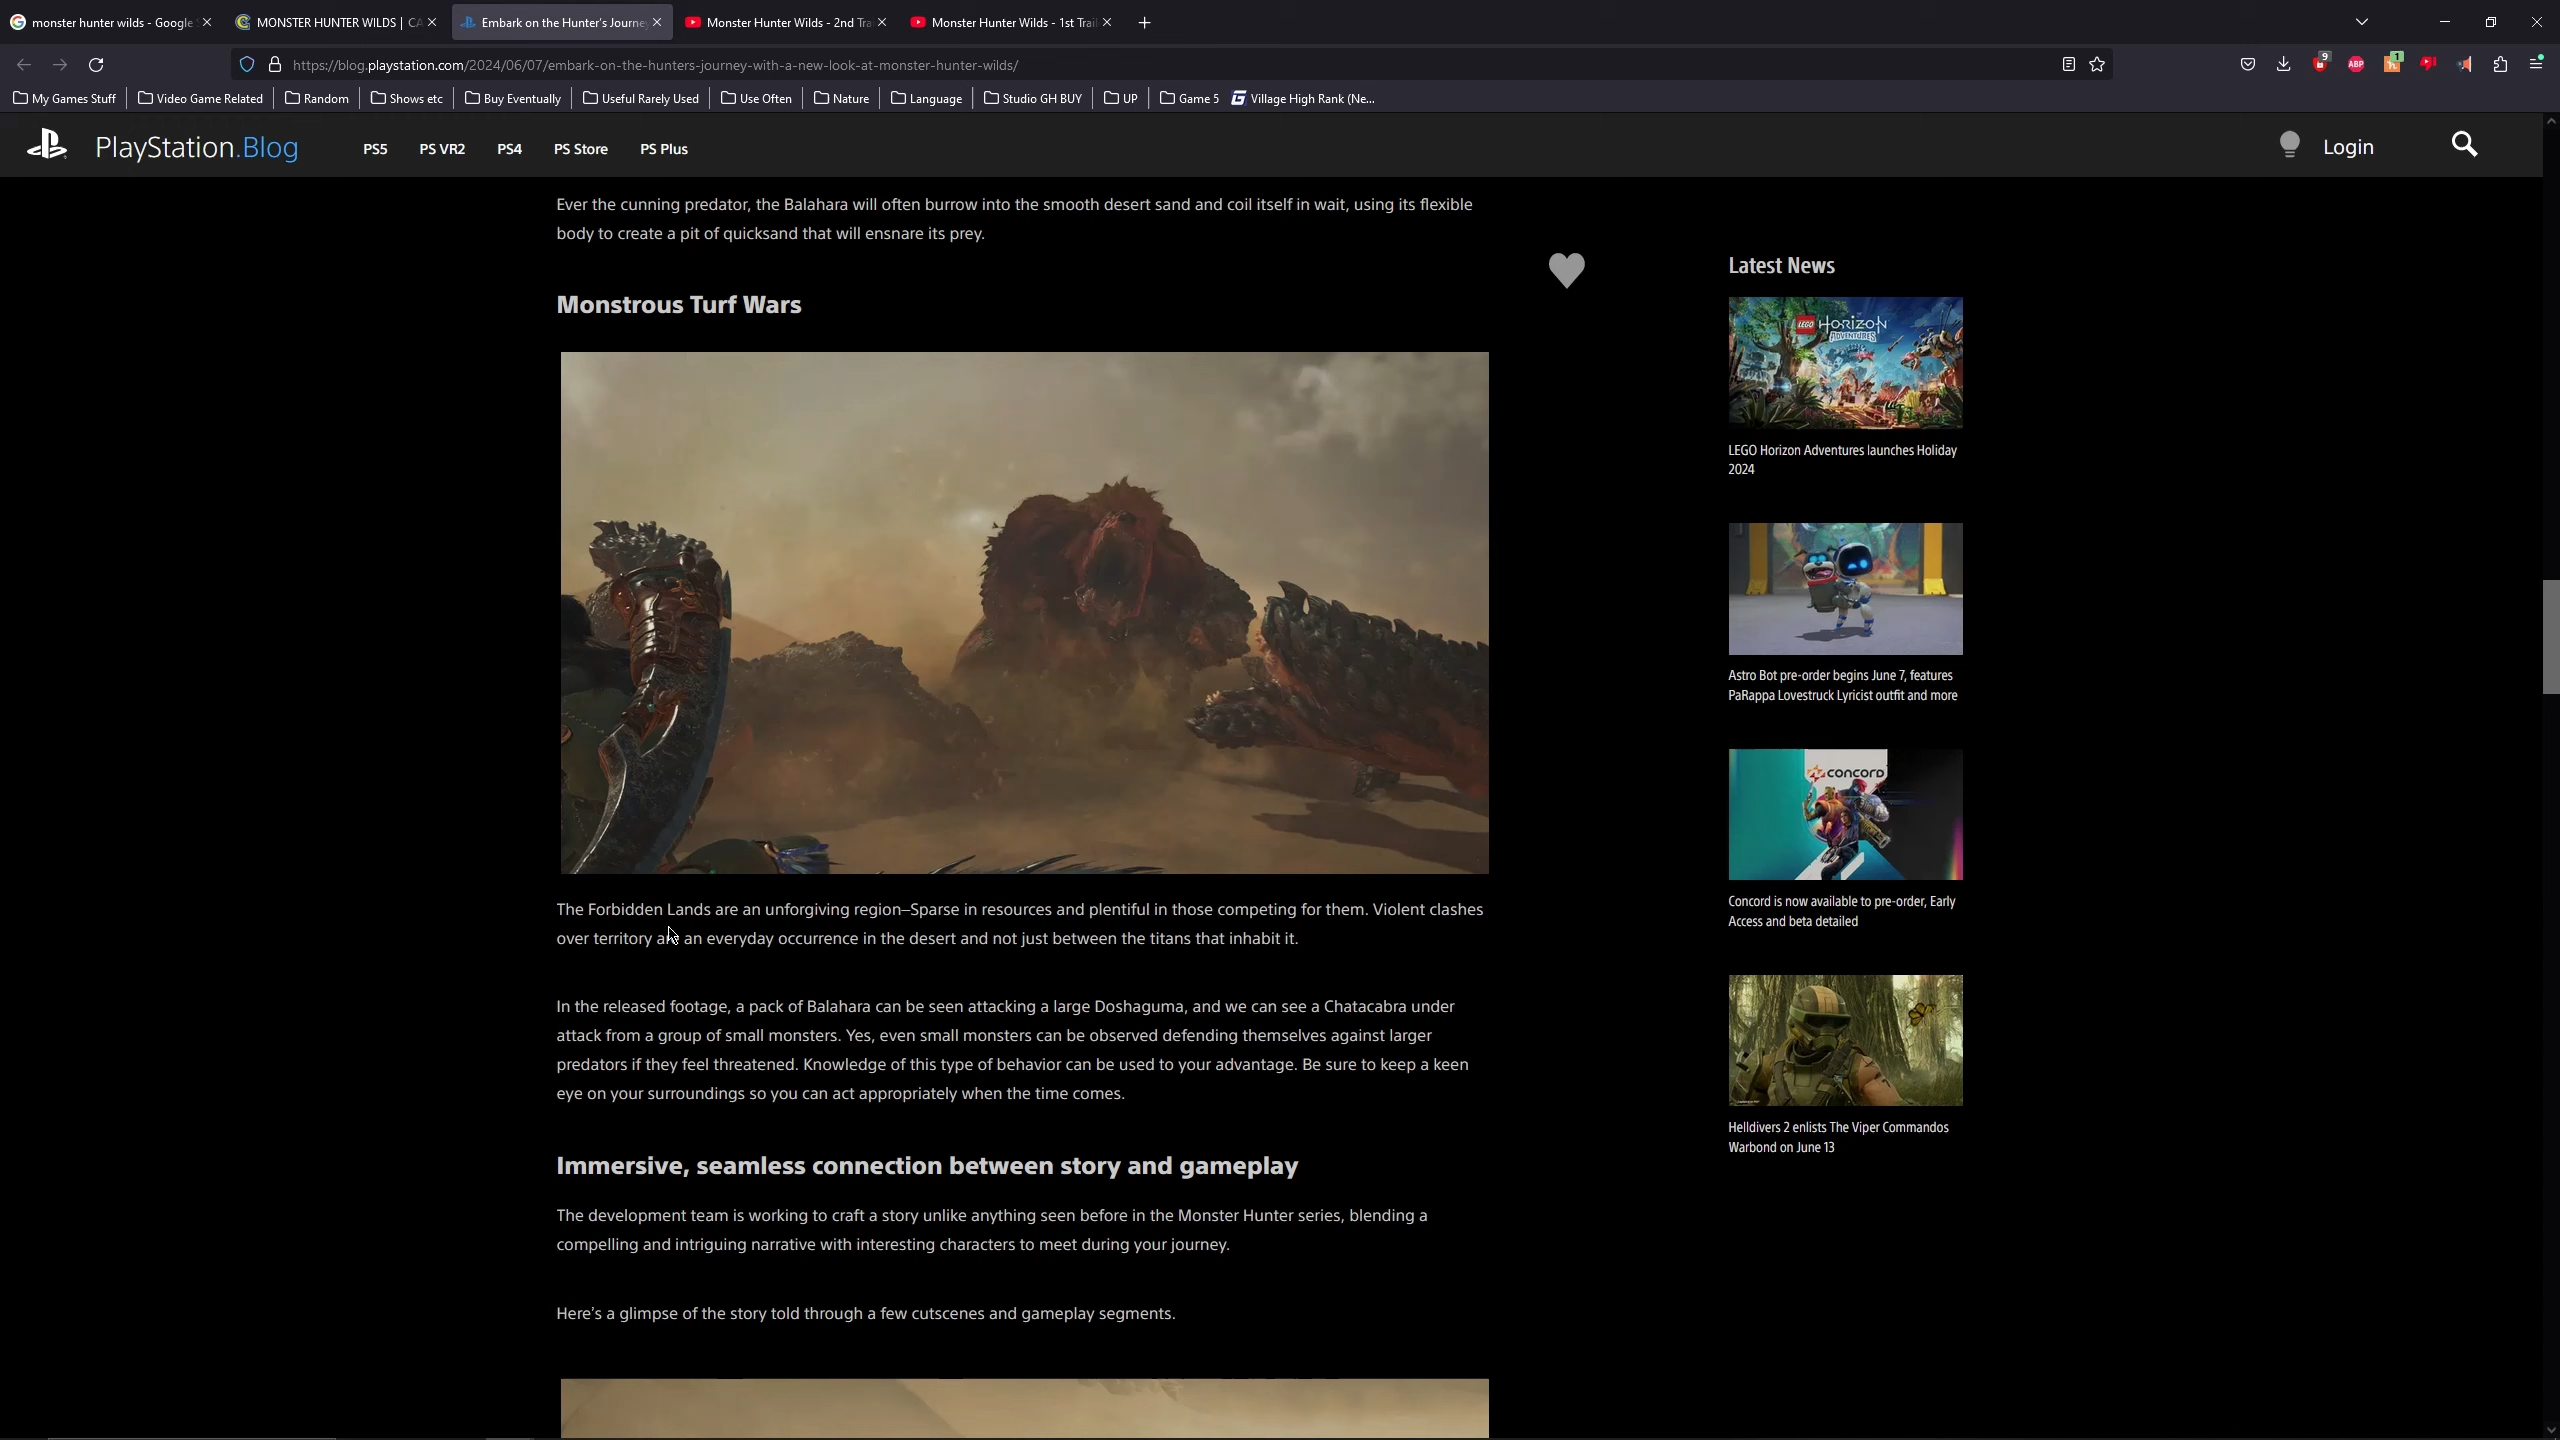 monster hunter wilds - Google
MONSTER HUNTER WILDS | CA
Embark on the Hunter's Journe
Monster Hunter Wilds - 2nd Tra
Monster Hunter Wilds - 1st Trail
https://blog.playstation.com/2024/06/07/embark-on-the-hunters-journey-with-a-new-look-at-monster-hunter-wilds/
9
ABP
1
My Games Stuff
Video Game Related
Random
Shows etc
Buy Eventually
Useful Rarely Used
Use Often
Nature
Language
Studio GH BUY
UP
Game 5
Village High Rank (Ne...
PlayStation.Blog
PS5
PS VR2
PS4
PS Store
PS Plus
Login
Ever the cunning predator, the Balahara will often burrow into the smooth desert sand and coil itself in wait, using its flexible
body to create a pit of quicksand that will ensnare its prey.
Monstrous Turf Wars
The Forbidden Lands are an unforgiving region–Sparse in resources and plentiful in those competing for them. Violent clashes
over territory are an everyday occurrence in the desert and not just between the titans that inhabit it.
In the released footage, a pack of Balahara can be seen attacking a large Doshaguma, and we can see a Chatacabra under
attack from a group of small monsters. Yes, even small monsters can be observed defending themselves against larger
predators if they feel threatened. Knowledge of this type of behavior can be used to your advantage. Be sure to keep a keen
eye on your surroundings so you can act appropriately when the time comes.
Immersive, seamless connection between story and gameplay
The development team is working to craft a story unlike anything seen before in the Monster Hunter series, blending a
compelling and intriguing narrative with interesting characters to meet during your journey.
Here's a glimpse of the story told through a few cutscenes and gameplay segments.
Latest News
LEGO
HORIZON
ADVENTURES
LEGO Horizon Adventures launches Holiday
2024
Astro Bot pre-order begins June 7, features
PaRappa Lovestruck Lyricist outfit and more
CONCORD
Concord is now available to pre-order, Early
Access and beta detailed
Helldivers 2 enlists The Viper Commandos
Warbond on June 13